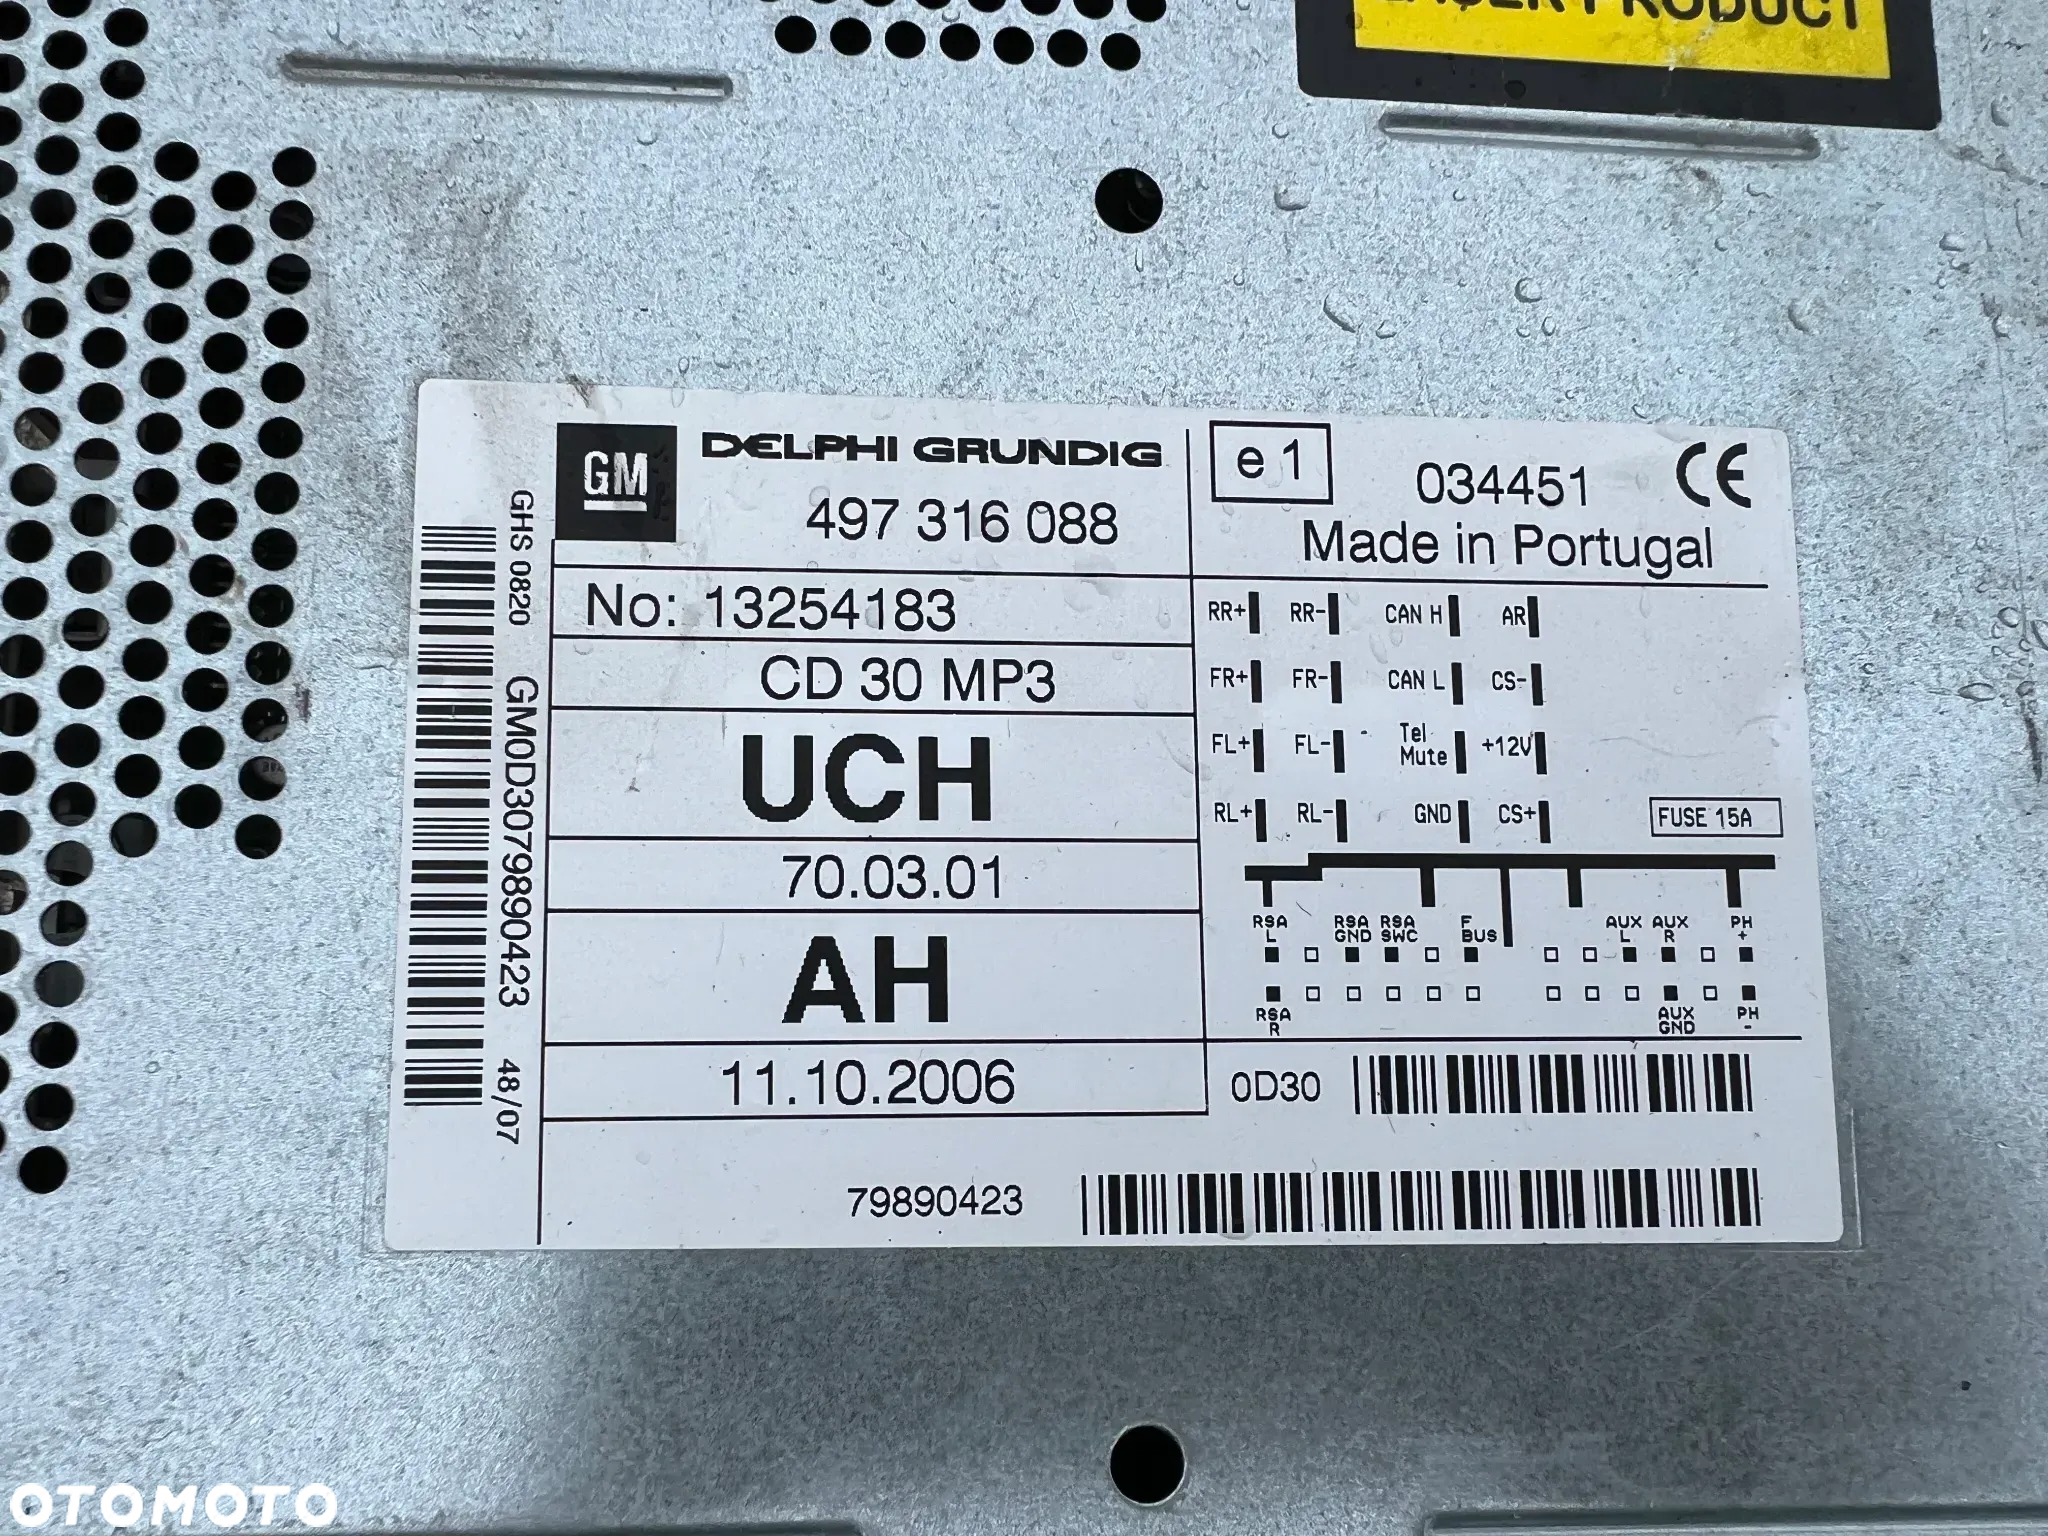 LASER PRODUCT
GM
DELPHI GRUNDIG
497 316 088
e1
034451
CE
Made in Portugal
No: 13254183
CD 30 MP3
UCH
70.03.01
AH
11.10.2006
GHS 0820 GM0D3079890423 48/07
RR+ RR- CAN H AR
FR+ FR- CAN L CS-
FL+ FL- Tel Mute +12V
RL+ RL- GND CS+
FUSE 15A
RSA L RSA GND RSA SWC F BUS AUX L AUX R PH +
RSA R AUX GND PH -
0D30
79890423
OTOMOTO